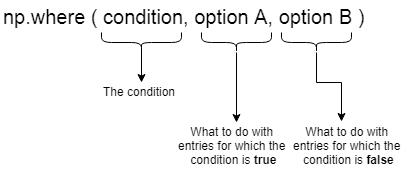 np.where ( condition, option A, option B )
The condition
What to do with
entries for which the
condition is true
What to do with
entries for which the
condition is false